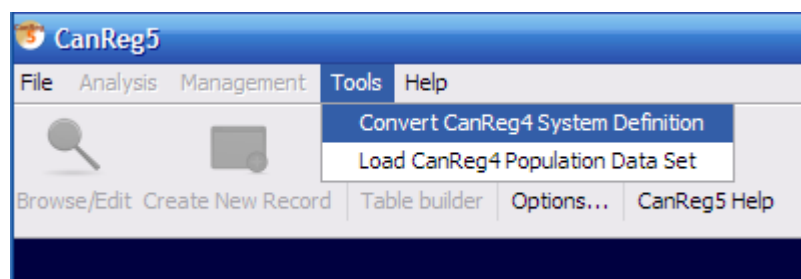 CanReg5
File Analysis Management Tools Help
Convert CanReg4 System Definition
Load CanReg4 Population Data Set
Browse/Edit Create New Record Table builder Options... CanReg5 Help